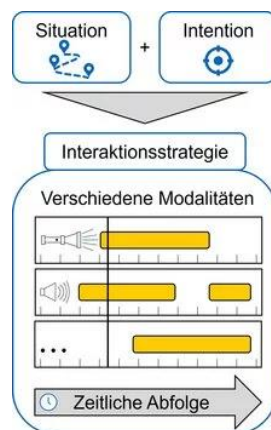 Situation
+
Intention
Interaktionsstrategie
Verschiedene Modalitäten
...
Zeitliche Abfolge